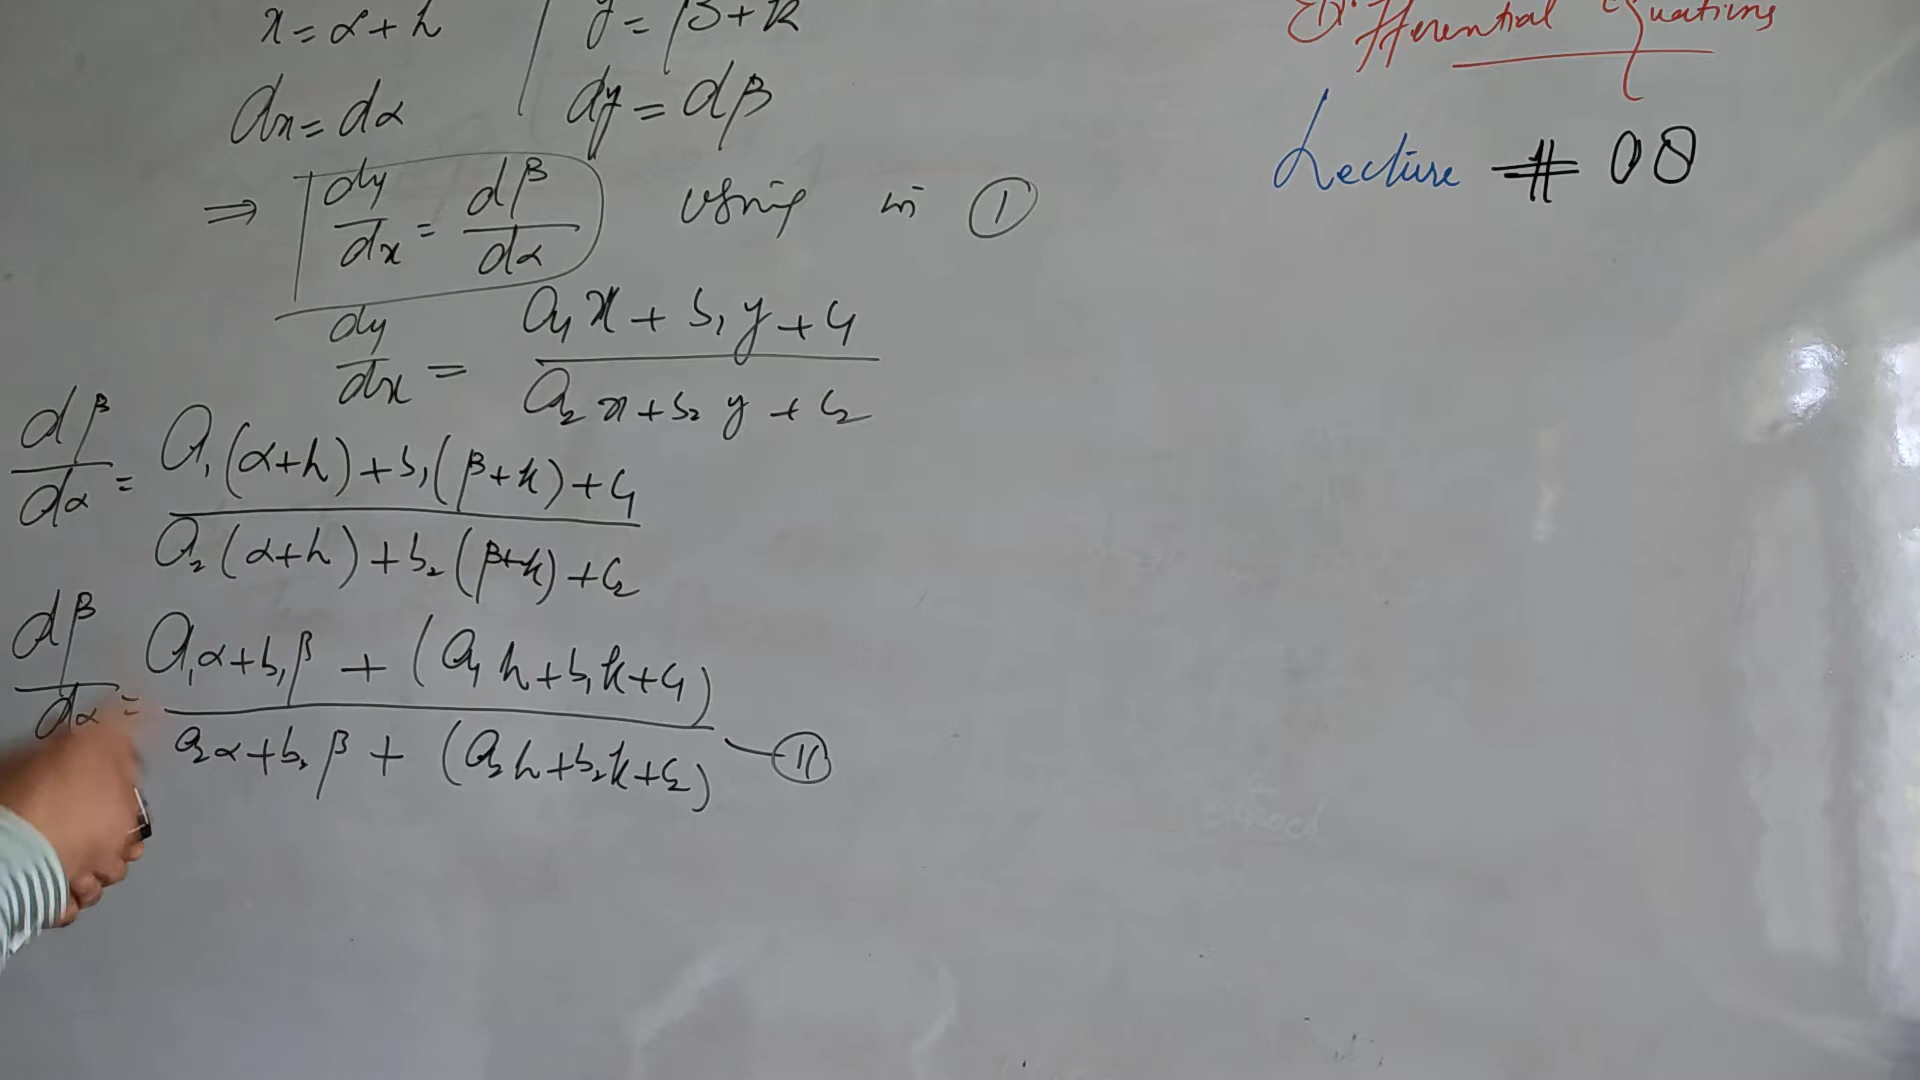 x = α + h | y = β + k
dx = dα dy = dβ
⇒ dy/dx = dβ/dα using in (I)
dy/dx = (a₁x + b₁y + c₁)/(a₂x + b₂y + c₂)
dβ/dα = (a₁(α+h) + b₁(β+k) + c₁)/(a₂(α+h) + b₂(β+k) + c₂)
dβ/dα = (a₁α + b₁β + (a₁h + b₁k + c₁))/(a₂α + b₂β + (a₂h + b₂k + c₂)) — (II)
Differential Equations
Lecture # 08